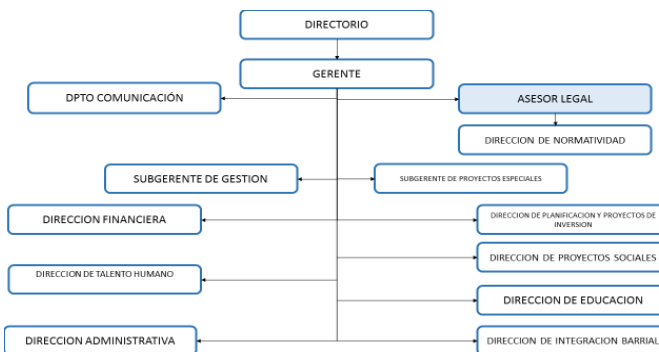 DIRECTORIO
GERENTE
DPTO COMUNICACIÓN
ASESOR LEGAL
DIRECCION DE NORMATIVIDAD
SUBGERENTE DE GESTION
SUBGERENTE DE PROYECTOS ESPECIALES
DIRECCION FINANCIERA
DIRECCION DE PLANIFICACION Y PROYECTOS DE
INVERSION
DIRECCION DE PROYECTOS SOCIALES
DIRECCION DE TALENTO HUMANO
DIRECCION DE EDUCACION
DIRECCION ADMINISTRATIVA
DIRECCION DE INTEGRACION BARRIAL